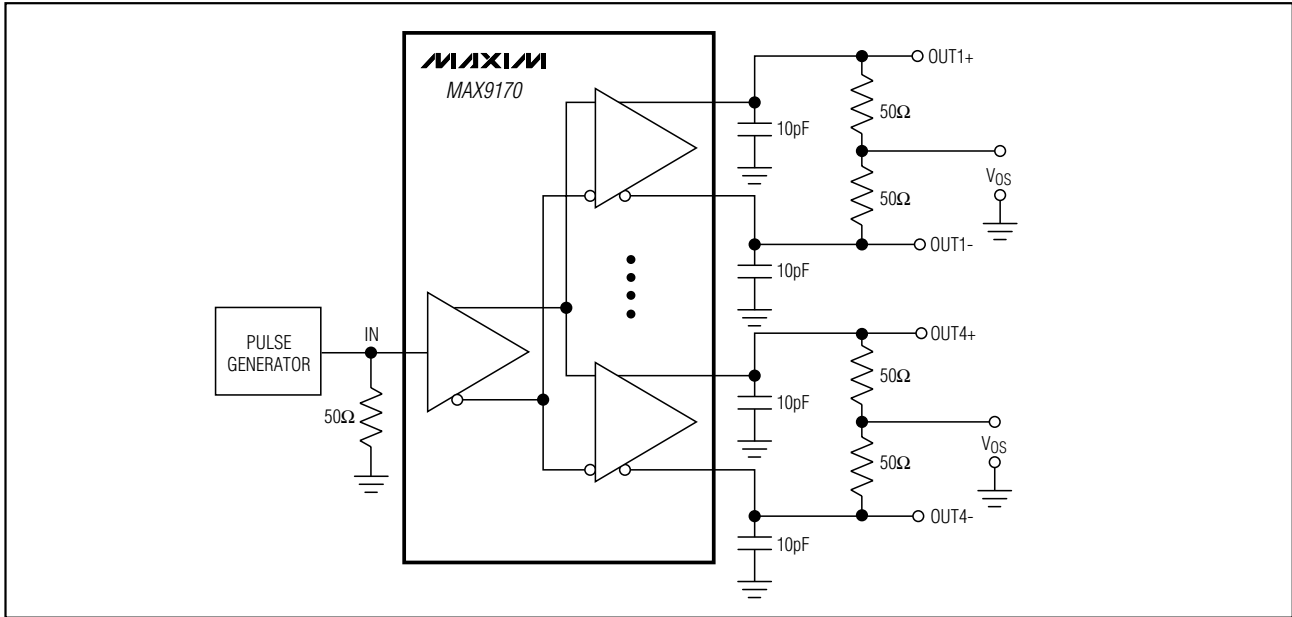 MAXIM
MAX9170
OUT1+
50Ω
10pF
VOS
50Ω
OUT1-
10pF
OUT4+
PULSE
GENERATOR
IN
50Ω
10pF
50Ω
VOS
50Ω
OUT4-
10pF